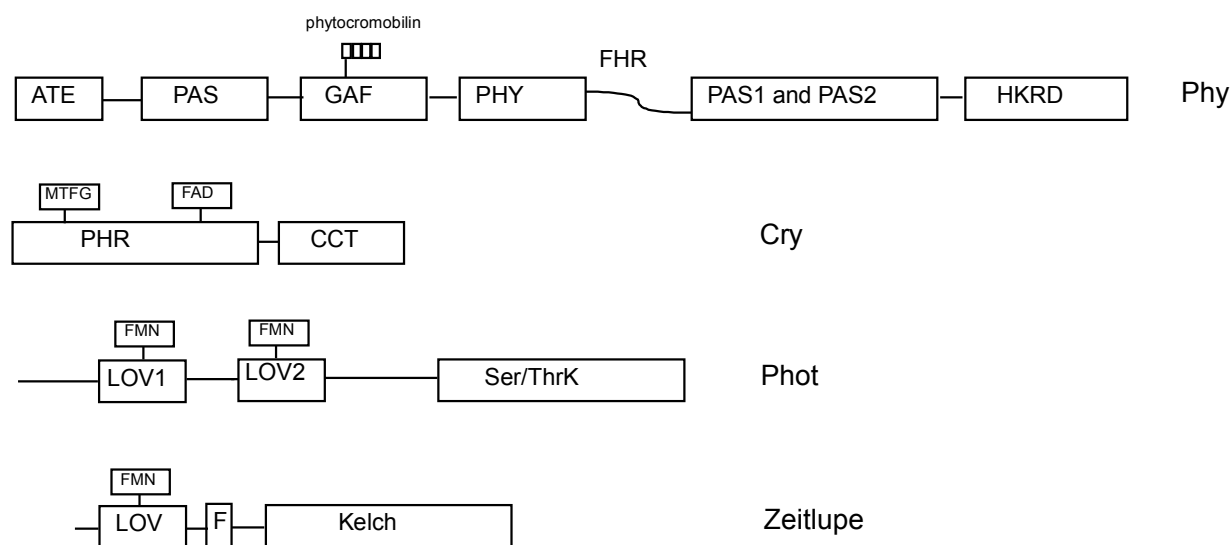 phytocromobilin
FHR
ATE PAS GAF PHY PAS1 and PAS2 HKRD Phy
MTFG FAD
PHR CCT Cry
FMN FMN
LOV1 LOV2 Ser/ThrK Phot
FMN
LOV F Kelch Zeitlupe